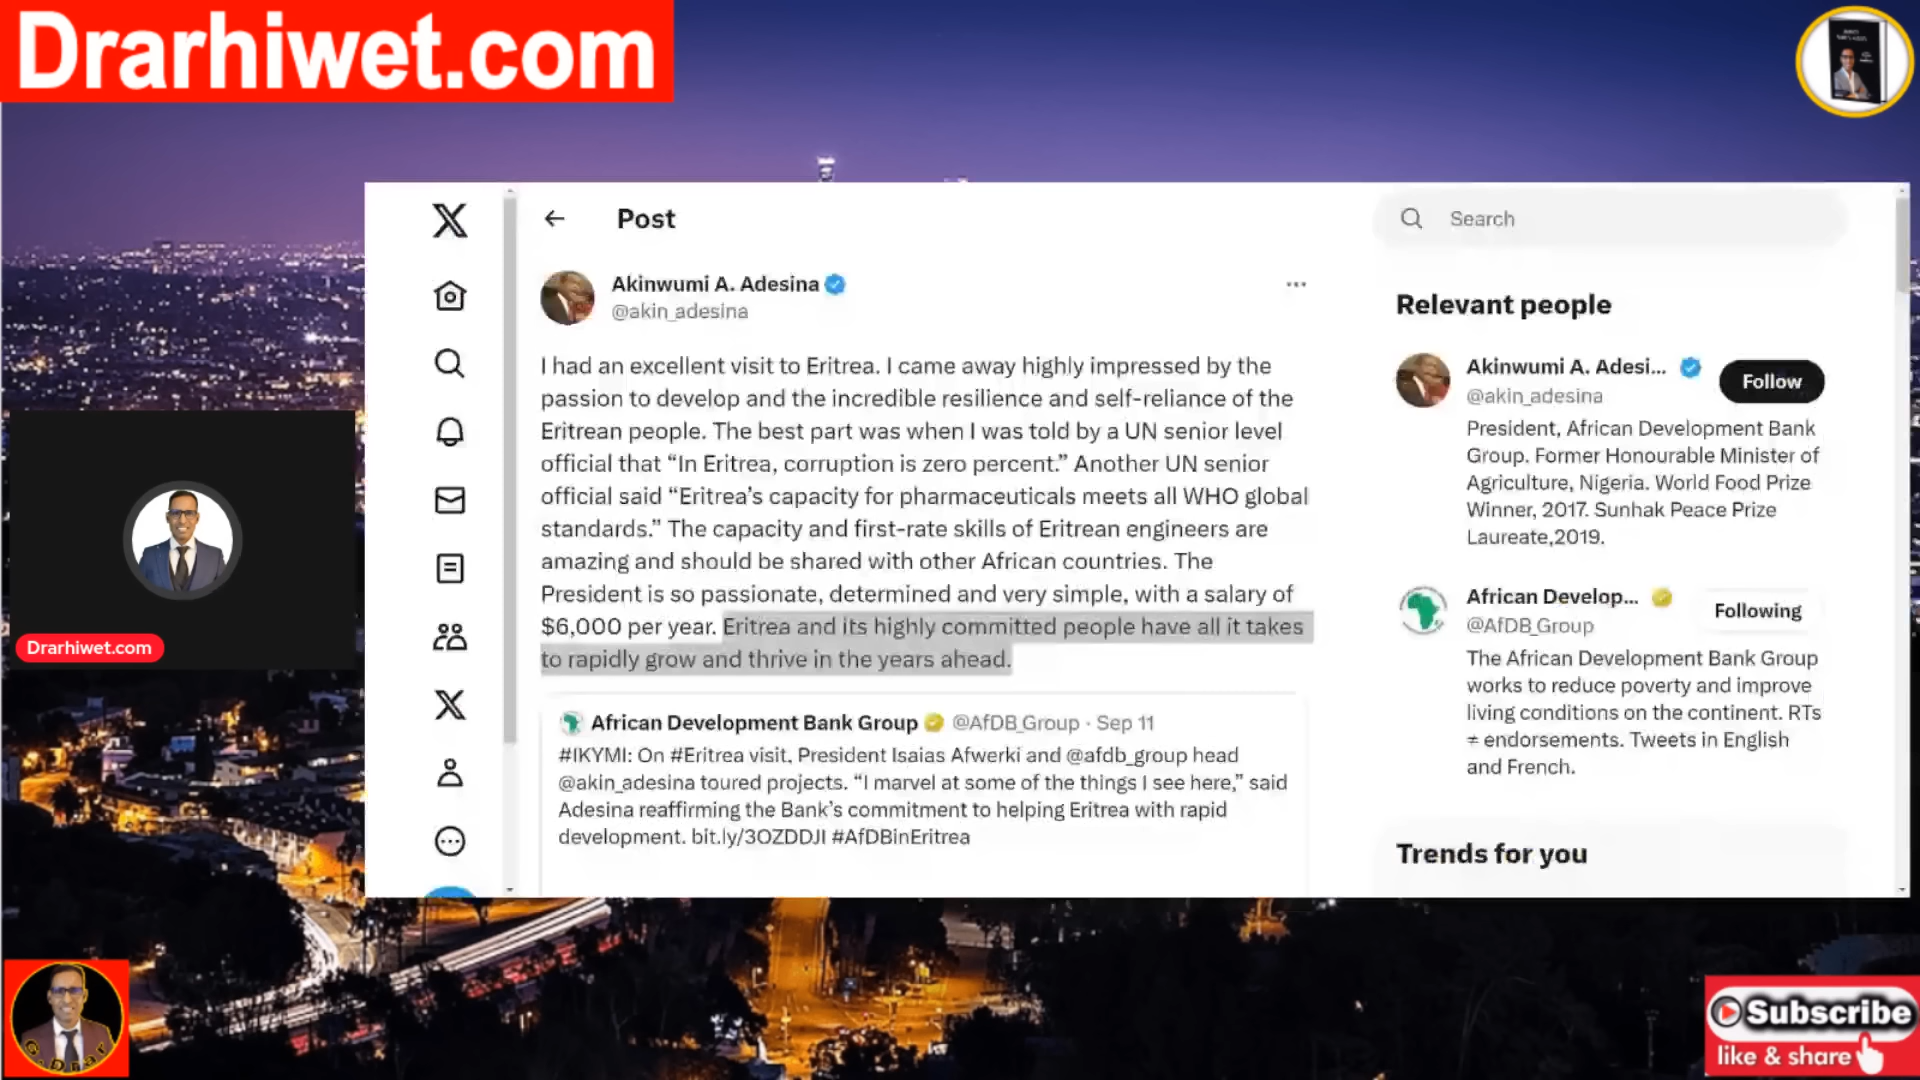 Drarhiwet.com
Post
Search
Akinwumi A. Adesina
@akin_adesina
I had an excellent visit to Eritrea. I came away highly impressed by the
passion to develop and the incredible resilience and self-reliance of the
Eritrean people. The best part was when I was told by a UN senior level
official that “In Eritrea, corruption is zero percent.” Another UN senior
official said “Eritrea’s capacity for pharmaceuticals meets all WHO global
standards.” The capacity and first-rate skills of Eritrean engineers are
amazing and should be shared with other African countries. The
President is so passionate, determined and very simple, with a salary of
$6,000 per year. Eritrea and its highly committed people have all it takes
to rapidly grow and thrive in the years ahead.
African Development Bank Group @AfDB_Group · Sep 11
#IKYMI: On #Eritrea visit, President Isaias Afwerki and @afdb_group head
@akin_adesina toured projects. “I marvel at some of the things I see here,” said
Adesina reaffirming the Bank’s commitment to helping Eritrea with rapid
development. bit.ly/3OZDDJI #AfDBinEritrea
Relevant people
Akinwumi A. Adesi...
@akin_adesina
Follow
President, African Development Bank
Group. Former Honourable Minister of
Agriculture, Nigeria. World Food Prize
Winner, 2017. Sunhak Peace Prize
Laureate,2019.
African Develop...
@AfDB_Group
Following
The African Development Bank Group
works to reduce poverty and improve
living conditions on the continent. RTs
≠ endorsements. Tweets in English
and French.
Trends for you
Drarhiwet.com
Subscribe
like & share